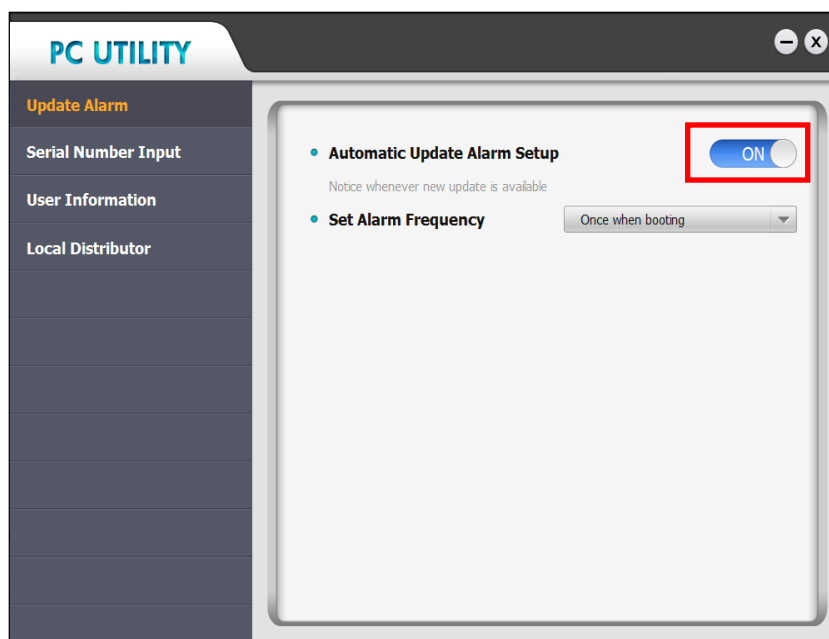 PC UTILITY
Update Alarm
Serial Number Input
User Information
Local Distributor
Automatic Update Alarm Setup
ON
Notice whenever new update is available
Set Alarm Frequency
Once when booting